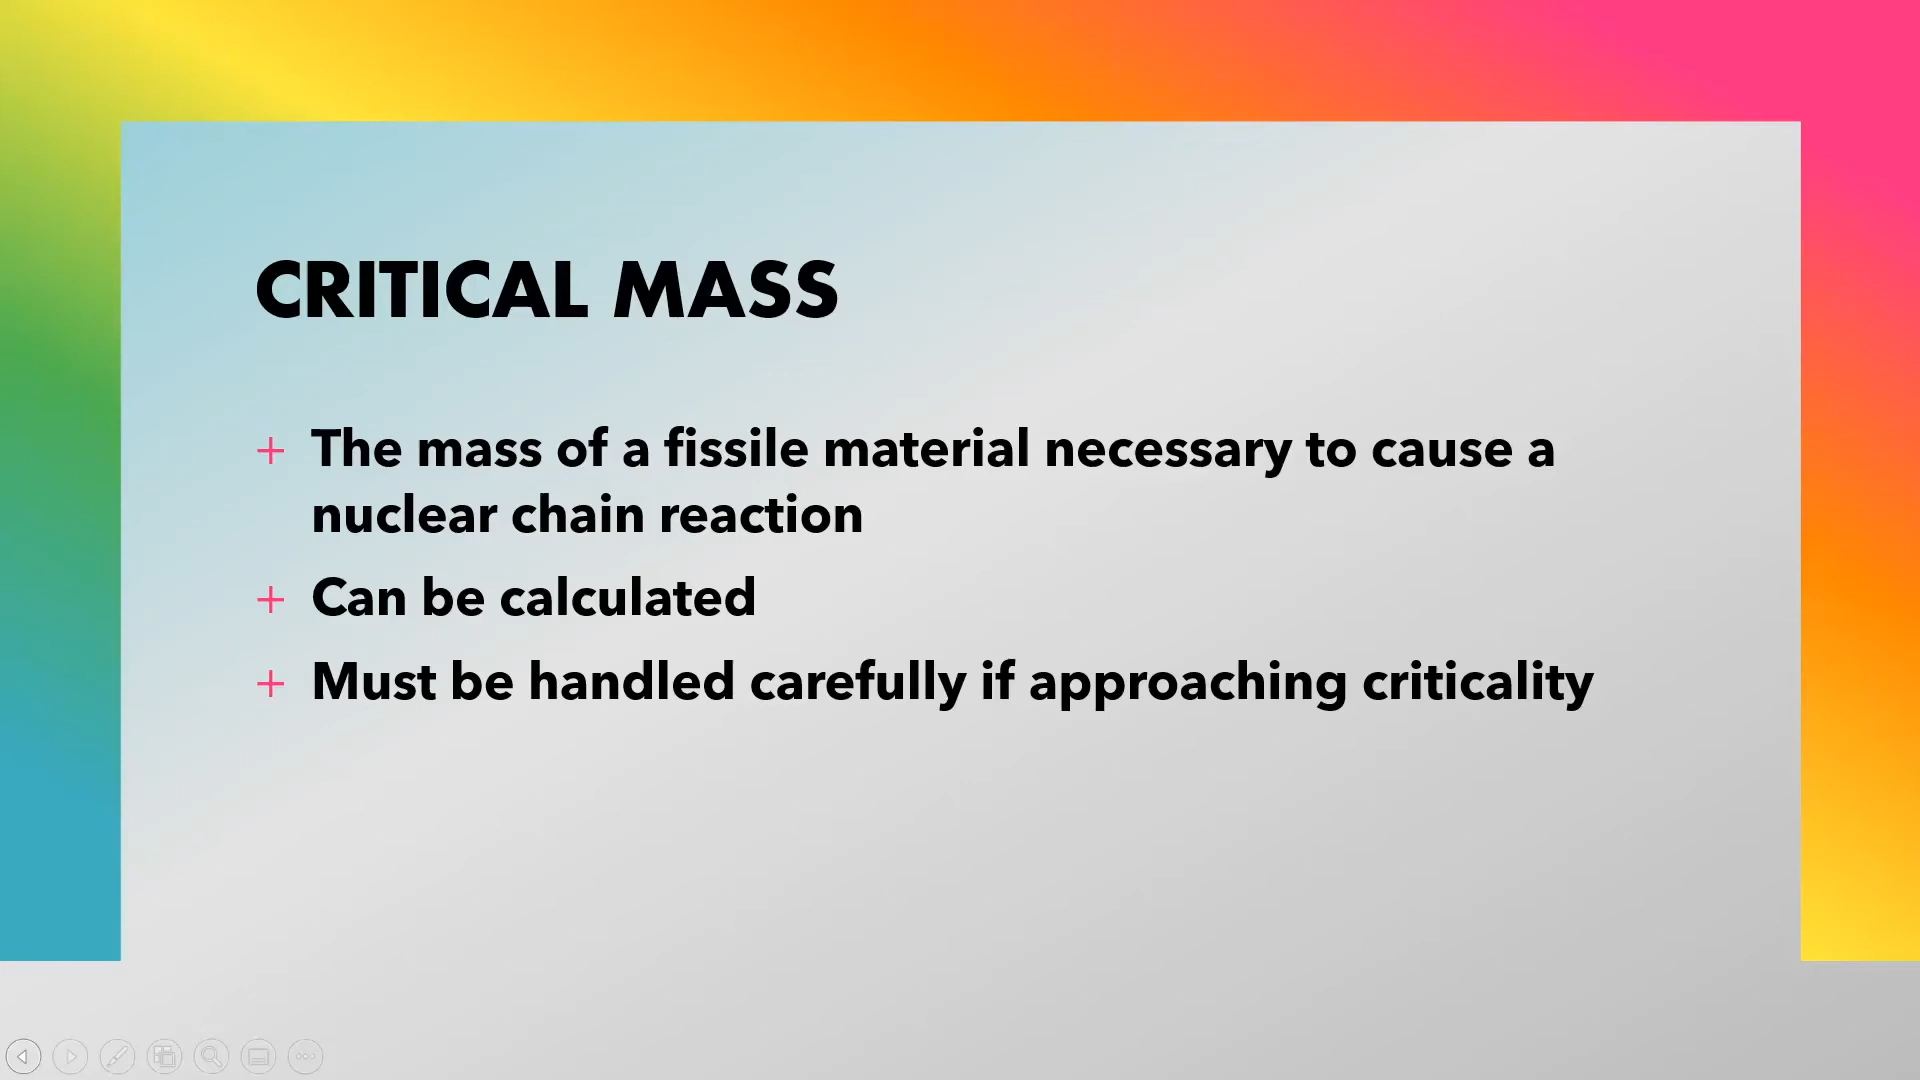 CRITICAL MASS
+ The mass of a fissile material necessary to cause a
nuclear chain reaction
+ Can be calculated
+ Must be handled carefully if approaching criticality